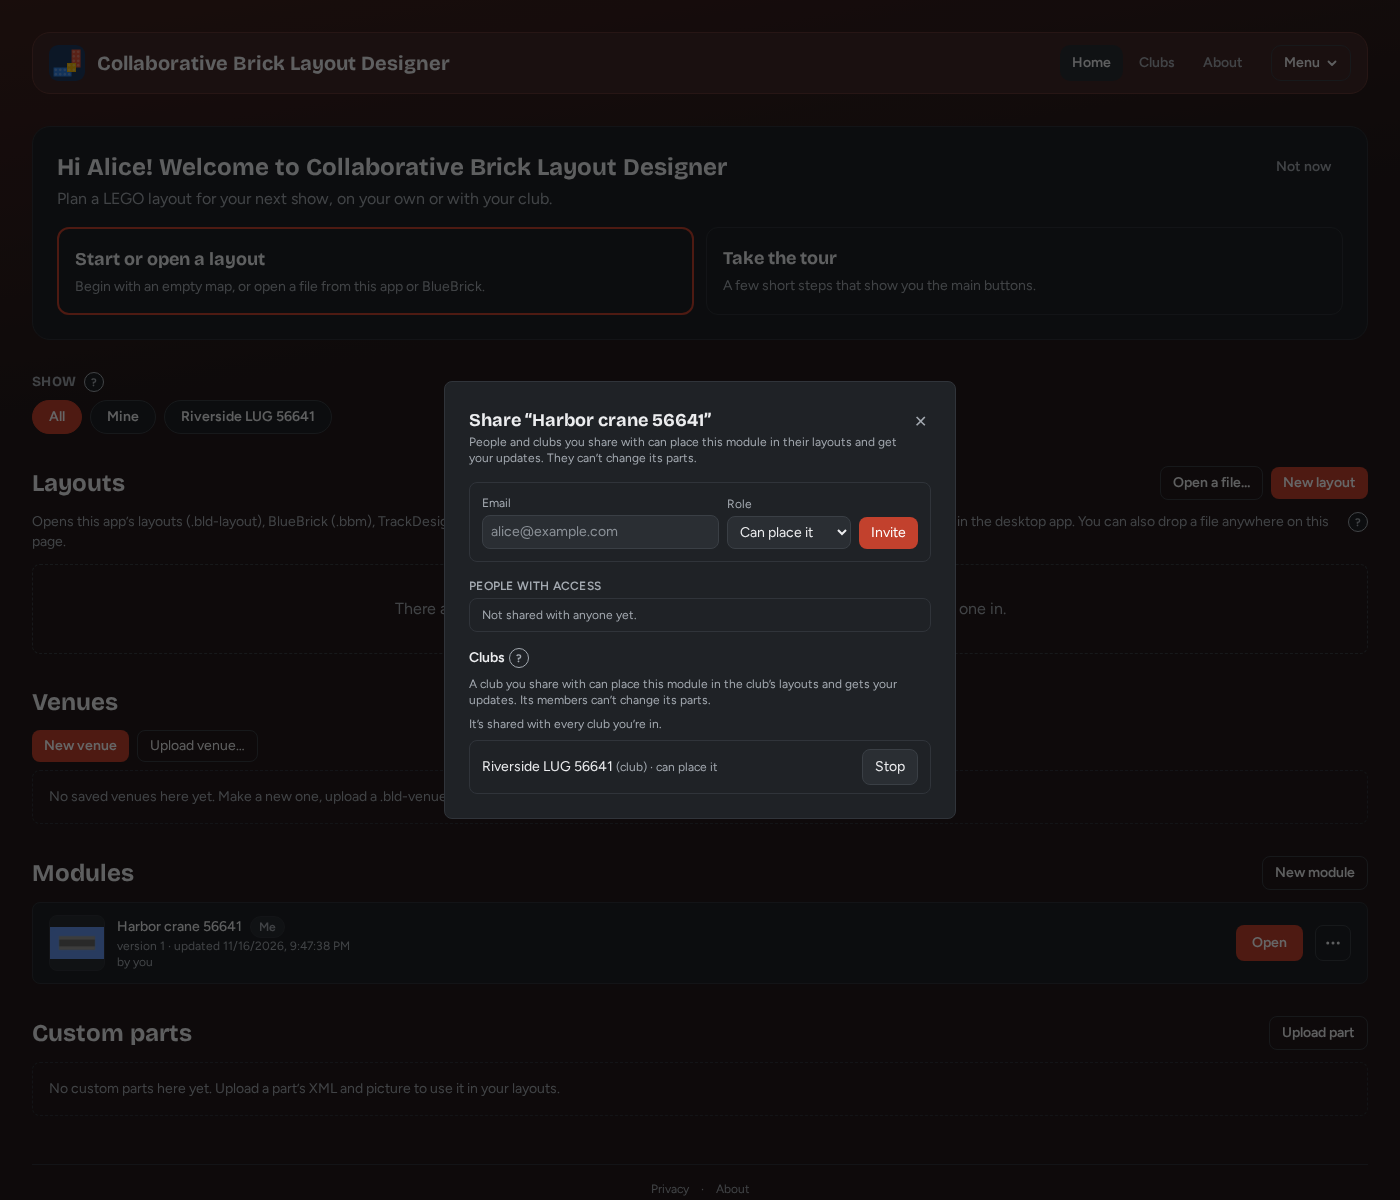 Collaborative Brick Layout Designer
Home
Clubs
About
Menu
Hi Alice! Welcome to Collaborative Brick Layout Designer
Not now
Plan a LEGO layout for your next show, on your own or with your club.
Start or open a layout
Begin with an empty map, or open a file from this app or BlueBrick.
Take the tour
A few short steps that show you the main buttons.
SHOW ?
All
Mine
Riverside LUG 56641
Layouts
Open a file...
New layout
Opens this app's layouts (.bld-layout), BlueBrick (.bbm), in the desktop app. You can also drop a file anywhere on this ?
page.
There one in.
Venues
New venue
Upload venue...
No saved venues here yet. Make a new one, upload a .bld-venue
Modules
New module
Harbor crane 56641 Me
version 1 · updated 11/16/2026, 9:47:38 PM
by you
Open
Custom parts
Upload part
No custom parts here yet. Upload a part's XML and picture to use it in your layouts.
Privacy · About
Share “Harbor crane 56641”
×
People and clubs you share with can place this module in their layouts and get
your updates. They can’t change its parts.
Email
alice@example.com
Role
Can place it
Invite
PEOPLE WITH ACCESS
Not shared with anyone yet.
Clubs ?
A club you share with can place this module in the club’s layouts and gets your
updates. Its members can’t change its parts.
It’s shared with every club you’re in.
Riverside LUG 56641 (club) · can place it
Stop